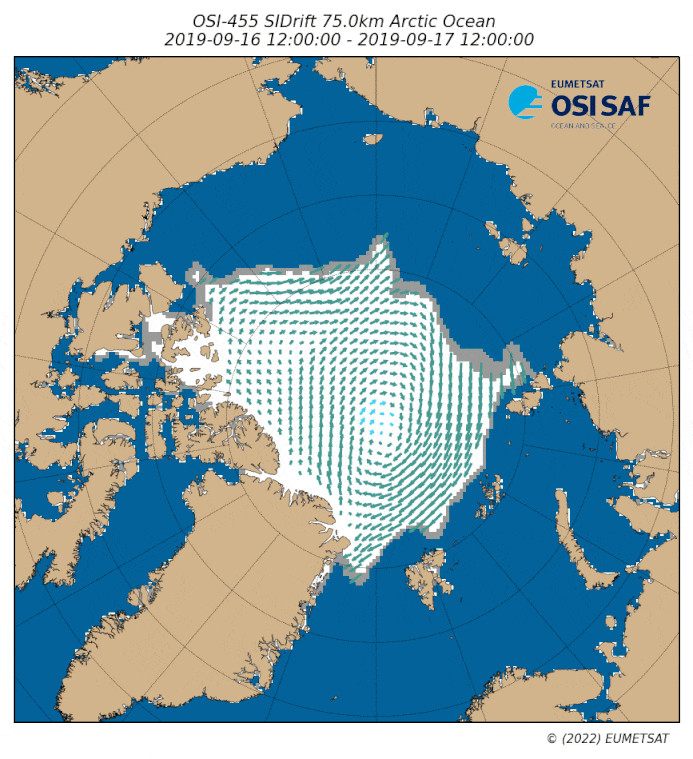 OSI-455 SIDrift 75.0km Arctic Ocean
2019-09-16 12:00:00 - 2019-09-17 12:00:00
EUMETSAT
OSI SAF
OCEAN AND SEA ICE
© (2022) EUMETSAT